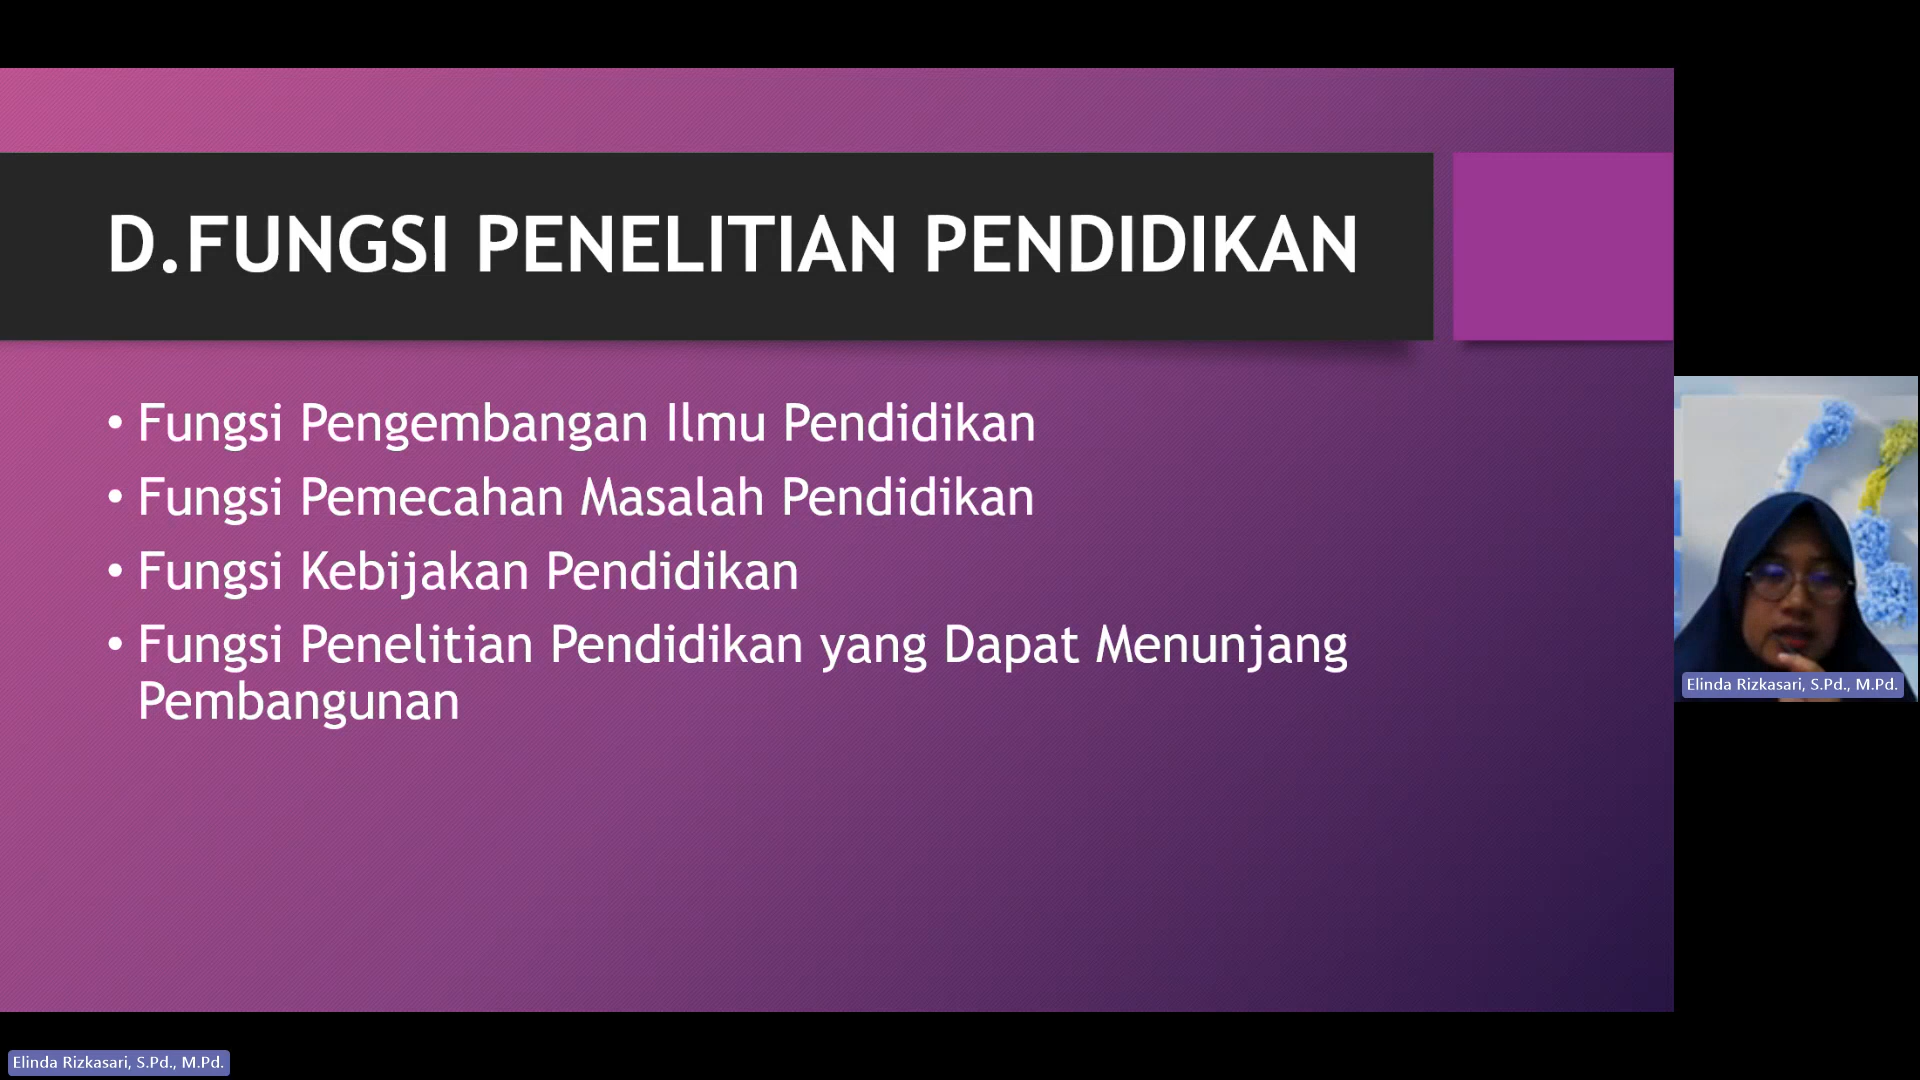 D.FUNGSI PENELITIAN PENDIDIKAN
• Fungsi Pengembangan Ilmu Pendidikan
• Fungsi Pemecahan Masalah Pendidikan
• Fungsi Kebijakan Pendidikan
• Fungsi Penelitian Pendidikan yang Dapat Menunjang
Pembangunan
Elinda Rizkasari, S.Pd., M.Pd.
Elinda Rizkasari, S.Pd., M.Pd.